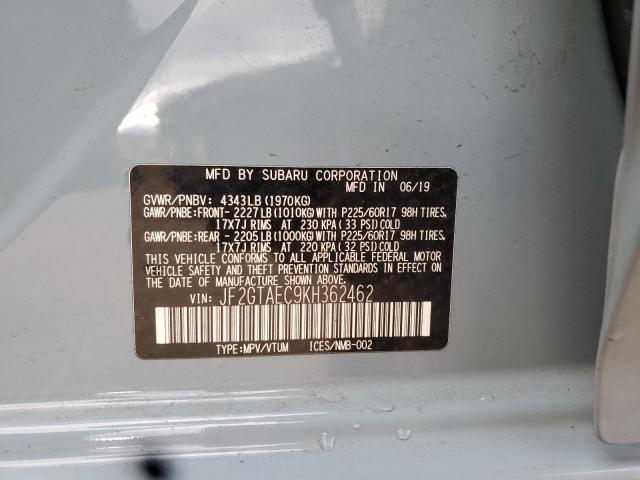 MFD BY SUBARU CORPORATION
MFD IN 06/19
GVWR/PNBV: 4343LB (1970KG)
GAWR/PNBE:FRONT- 2227LB (1010KG) WITH P225/60R17 98H TIRES,
17X7J RIMS AT 230 KPA (33 PSI) COLD
GAWR/PNBE:REAR - 2205LB (1000KG) WITH P225/60R17 98H TIRES,
17X7J RIMS AT 220 KPA (32 PSI) COLD
THIS VEHICLE CONFORMS TO ALL APPLICABLE FEDERAL MOTOR
VEHICLE SAFETY AND THEFT PREVENTION STANDARDS IN EFFECT
ON THE DATE OF MANUFACTURE SHOWN ABOVE.
VIN: JF2GTAEC9KH362462
TYPE:MPV/VTUM ICES/NMB-002